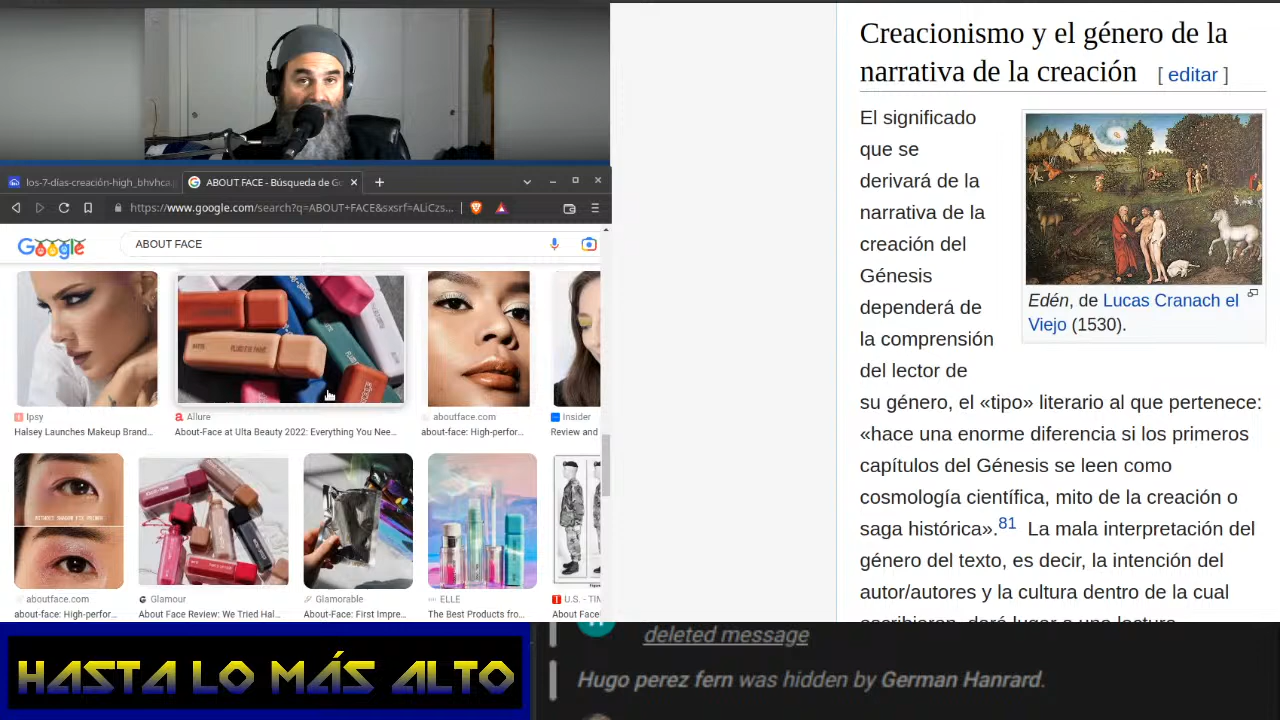 los-7-días-creación-high_bhvhca.
ABOUT FACE - Búsqueda de Go
https://www.google.com/search?q=ABOUT+FACE&sxsrf=ALiCzs...
Google
ABOUT FACE
Ipsy
Halsey Launches Makeup Brand...
Allure
About-Face at Ulta Beauty 2022: Everything You Nee...
aboutface.com
about-face: High-perfor...
Insider
Review and
aboutface.com
about-face: High-perfor...
Glamour
About Face Review: We Tried Hal...
Glamorable
About-Face: First Impre...
ELLE
The Best Products fro...
U.S. - TIM
About Face!
Creacionismo y el género de la
narrativa de la creación [ editar ]
El significado
que se
derivará de la
narrativa de la
creación del
Génesis
dependerá de
la comprensión
del lector de
su género, el «tipo» literario al que pertenece:
«hace una enorme diferencia si los primeros
capítulos del Génesis se leen como
cosmología científica, mito de la creación o
saga histórica».81 La mala interpretación del
género del texto, es decir, la intención del
autor/autores y la cultura dentro de la cual
Edén, de Lucas Cranach el
Viejo (1530).
HASTA LO MÁS ALTO
deleted message
Hugo perez fern was hidden by German Hanrard.